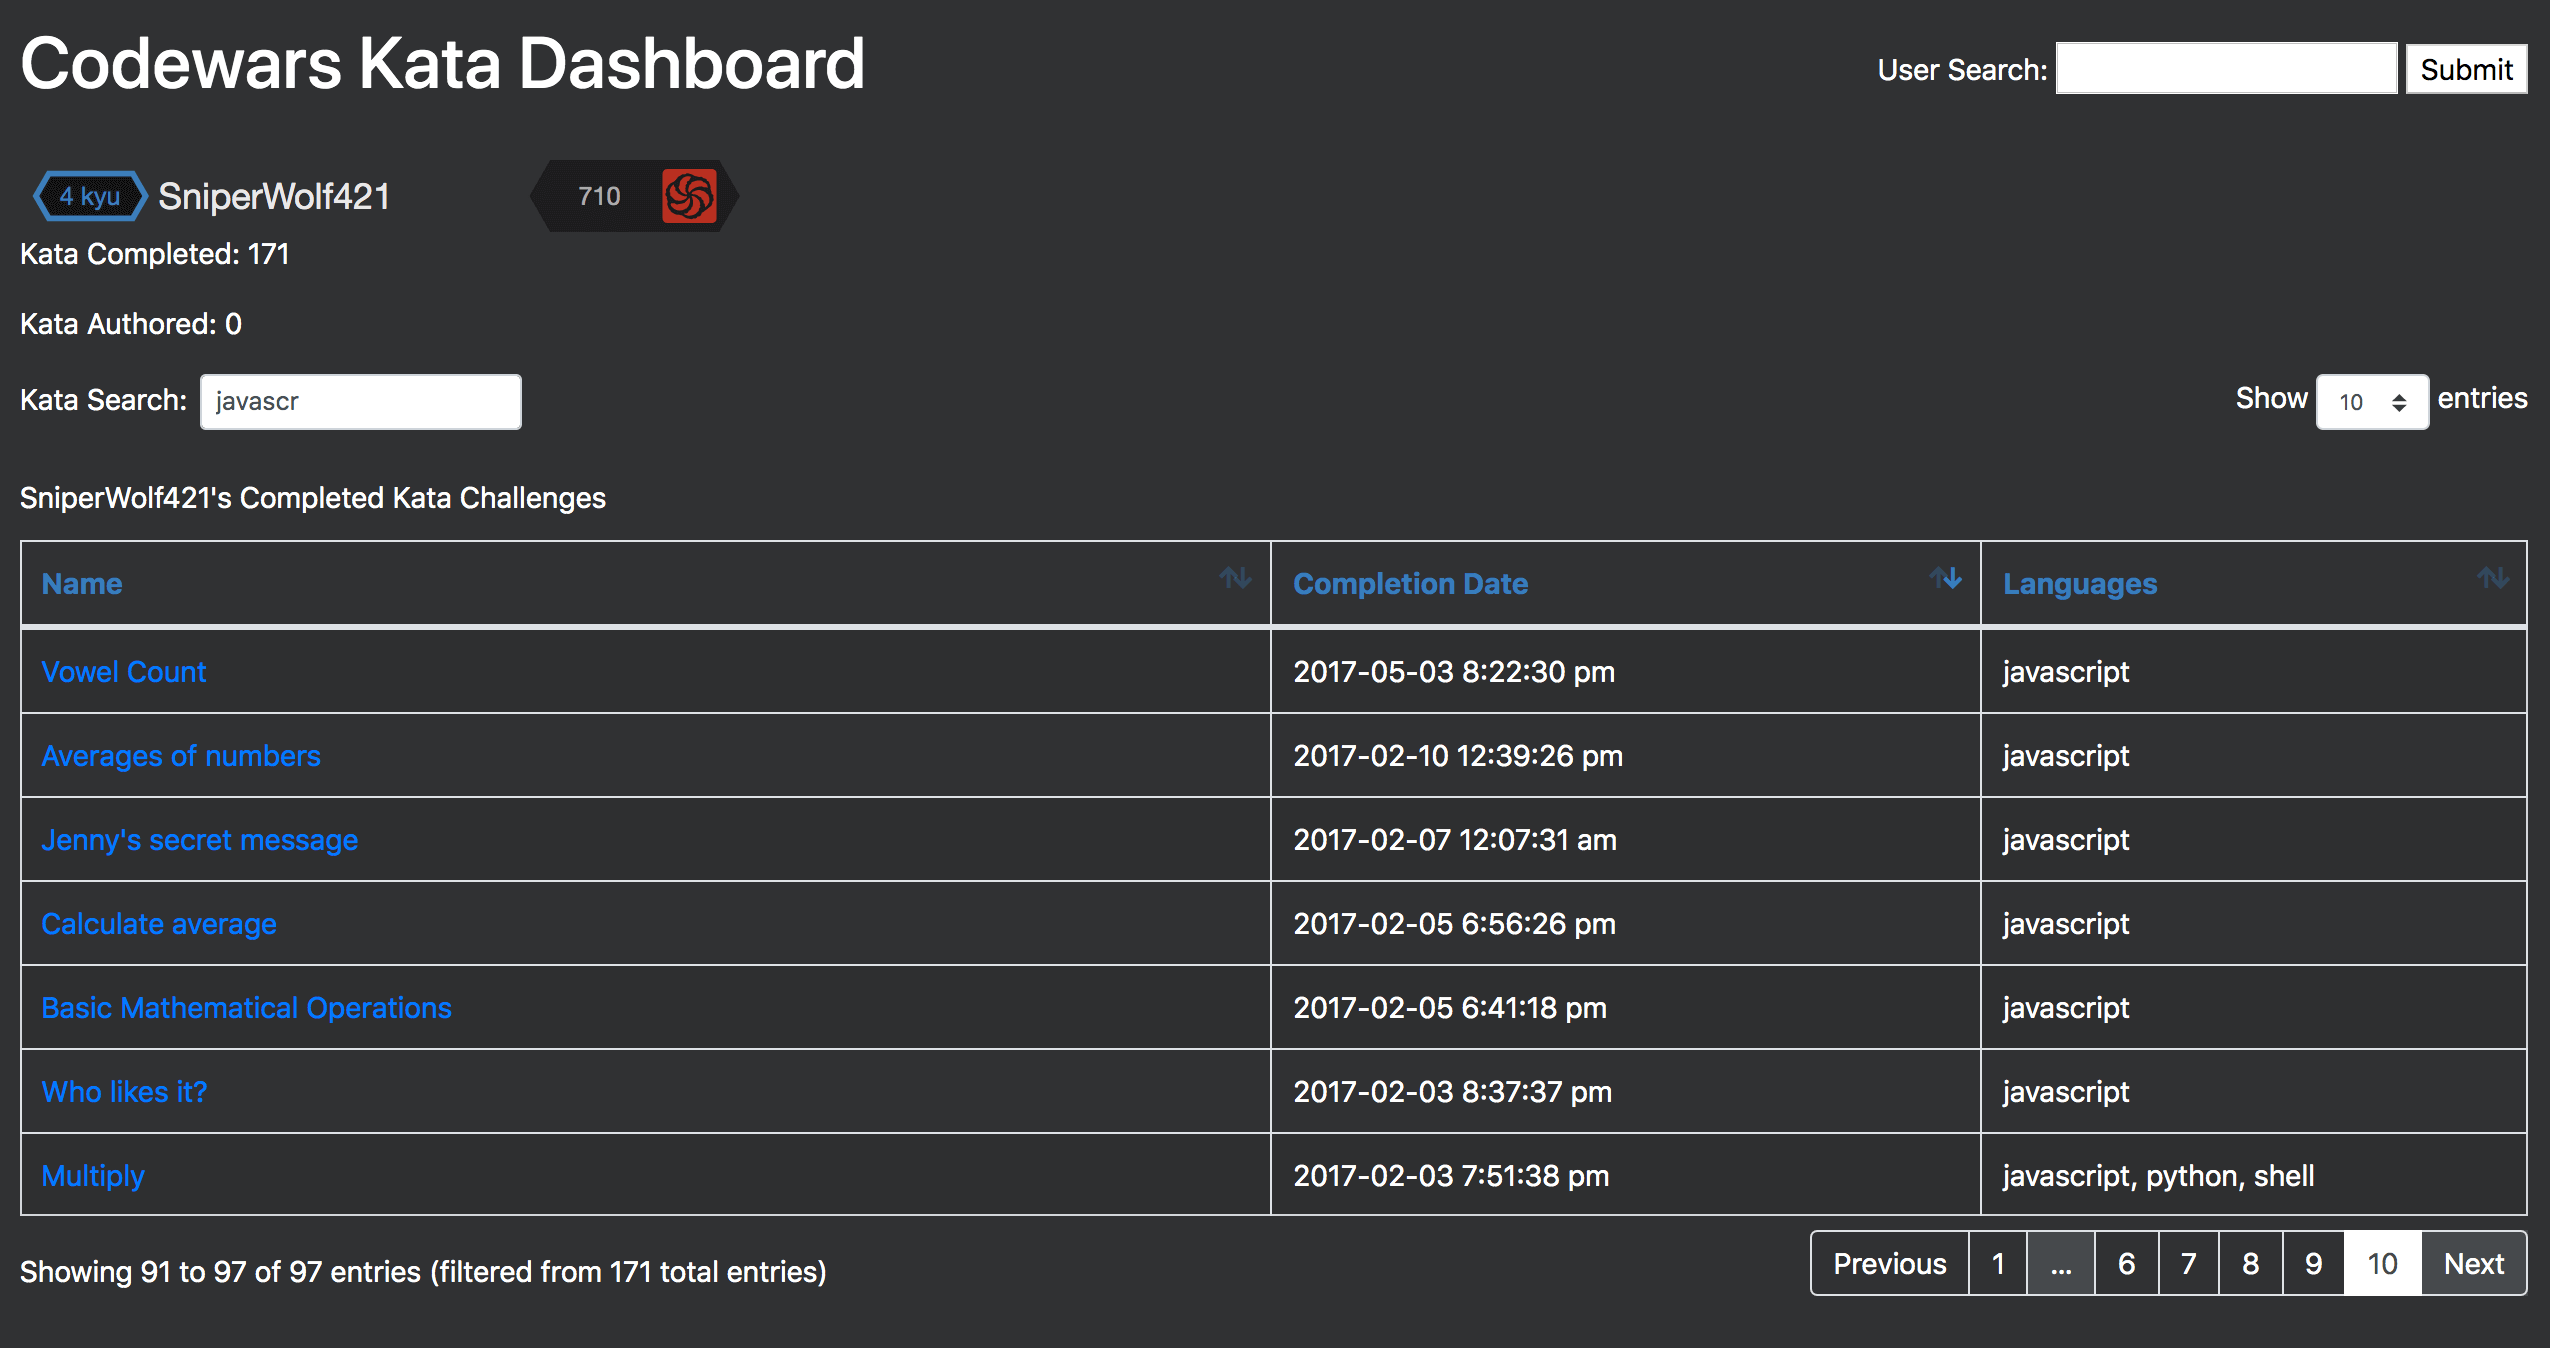 Codewars Kata Dashboard
User Search: Submit
4 kyu SniperWolf421 710
Kata Completed: 171
Kata Authored: 0
Kata Search: javascr Show 10 entries
SniperWolf421's Completed Kata Challenges
Name Completion Date Languages
Vowel Count 2017-05-03 8:22:30 pm javascript
Averages of numbers 2017-02-10 12:39:26 pm javascript
Jenny's secret message 2017-02-07 12:07:31 am javascript
Calculate average 2017-02-05 6:56:26 pm javascript
Basic Mathematical Operations 2017-02-05 6:41:18 pm javascript
Who likes it? 2017-02-03 8:37:37 pm javascript
Multiply 2017-02-03 7:51:38 pm javascript, python, shell
Showing 91 to 97 of 97 entries (filtered from 171 total entries) Previous 1 ... 6 7 8 9 10 Next